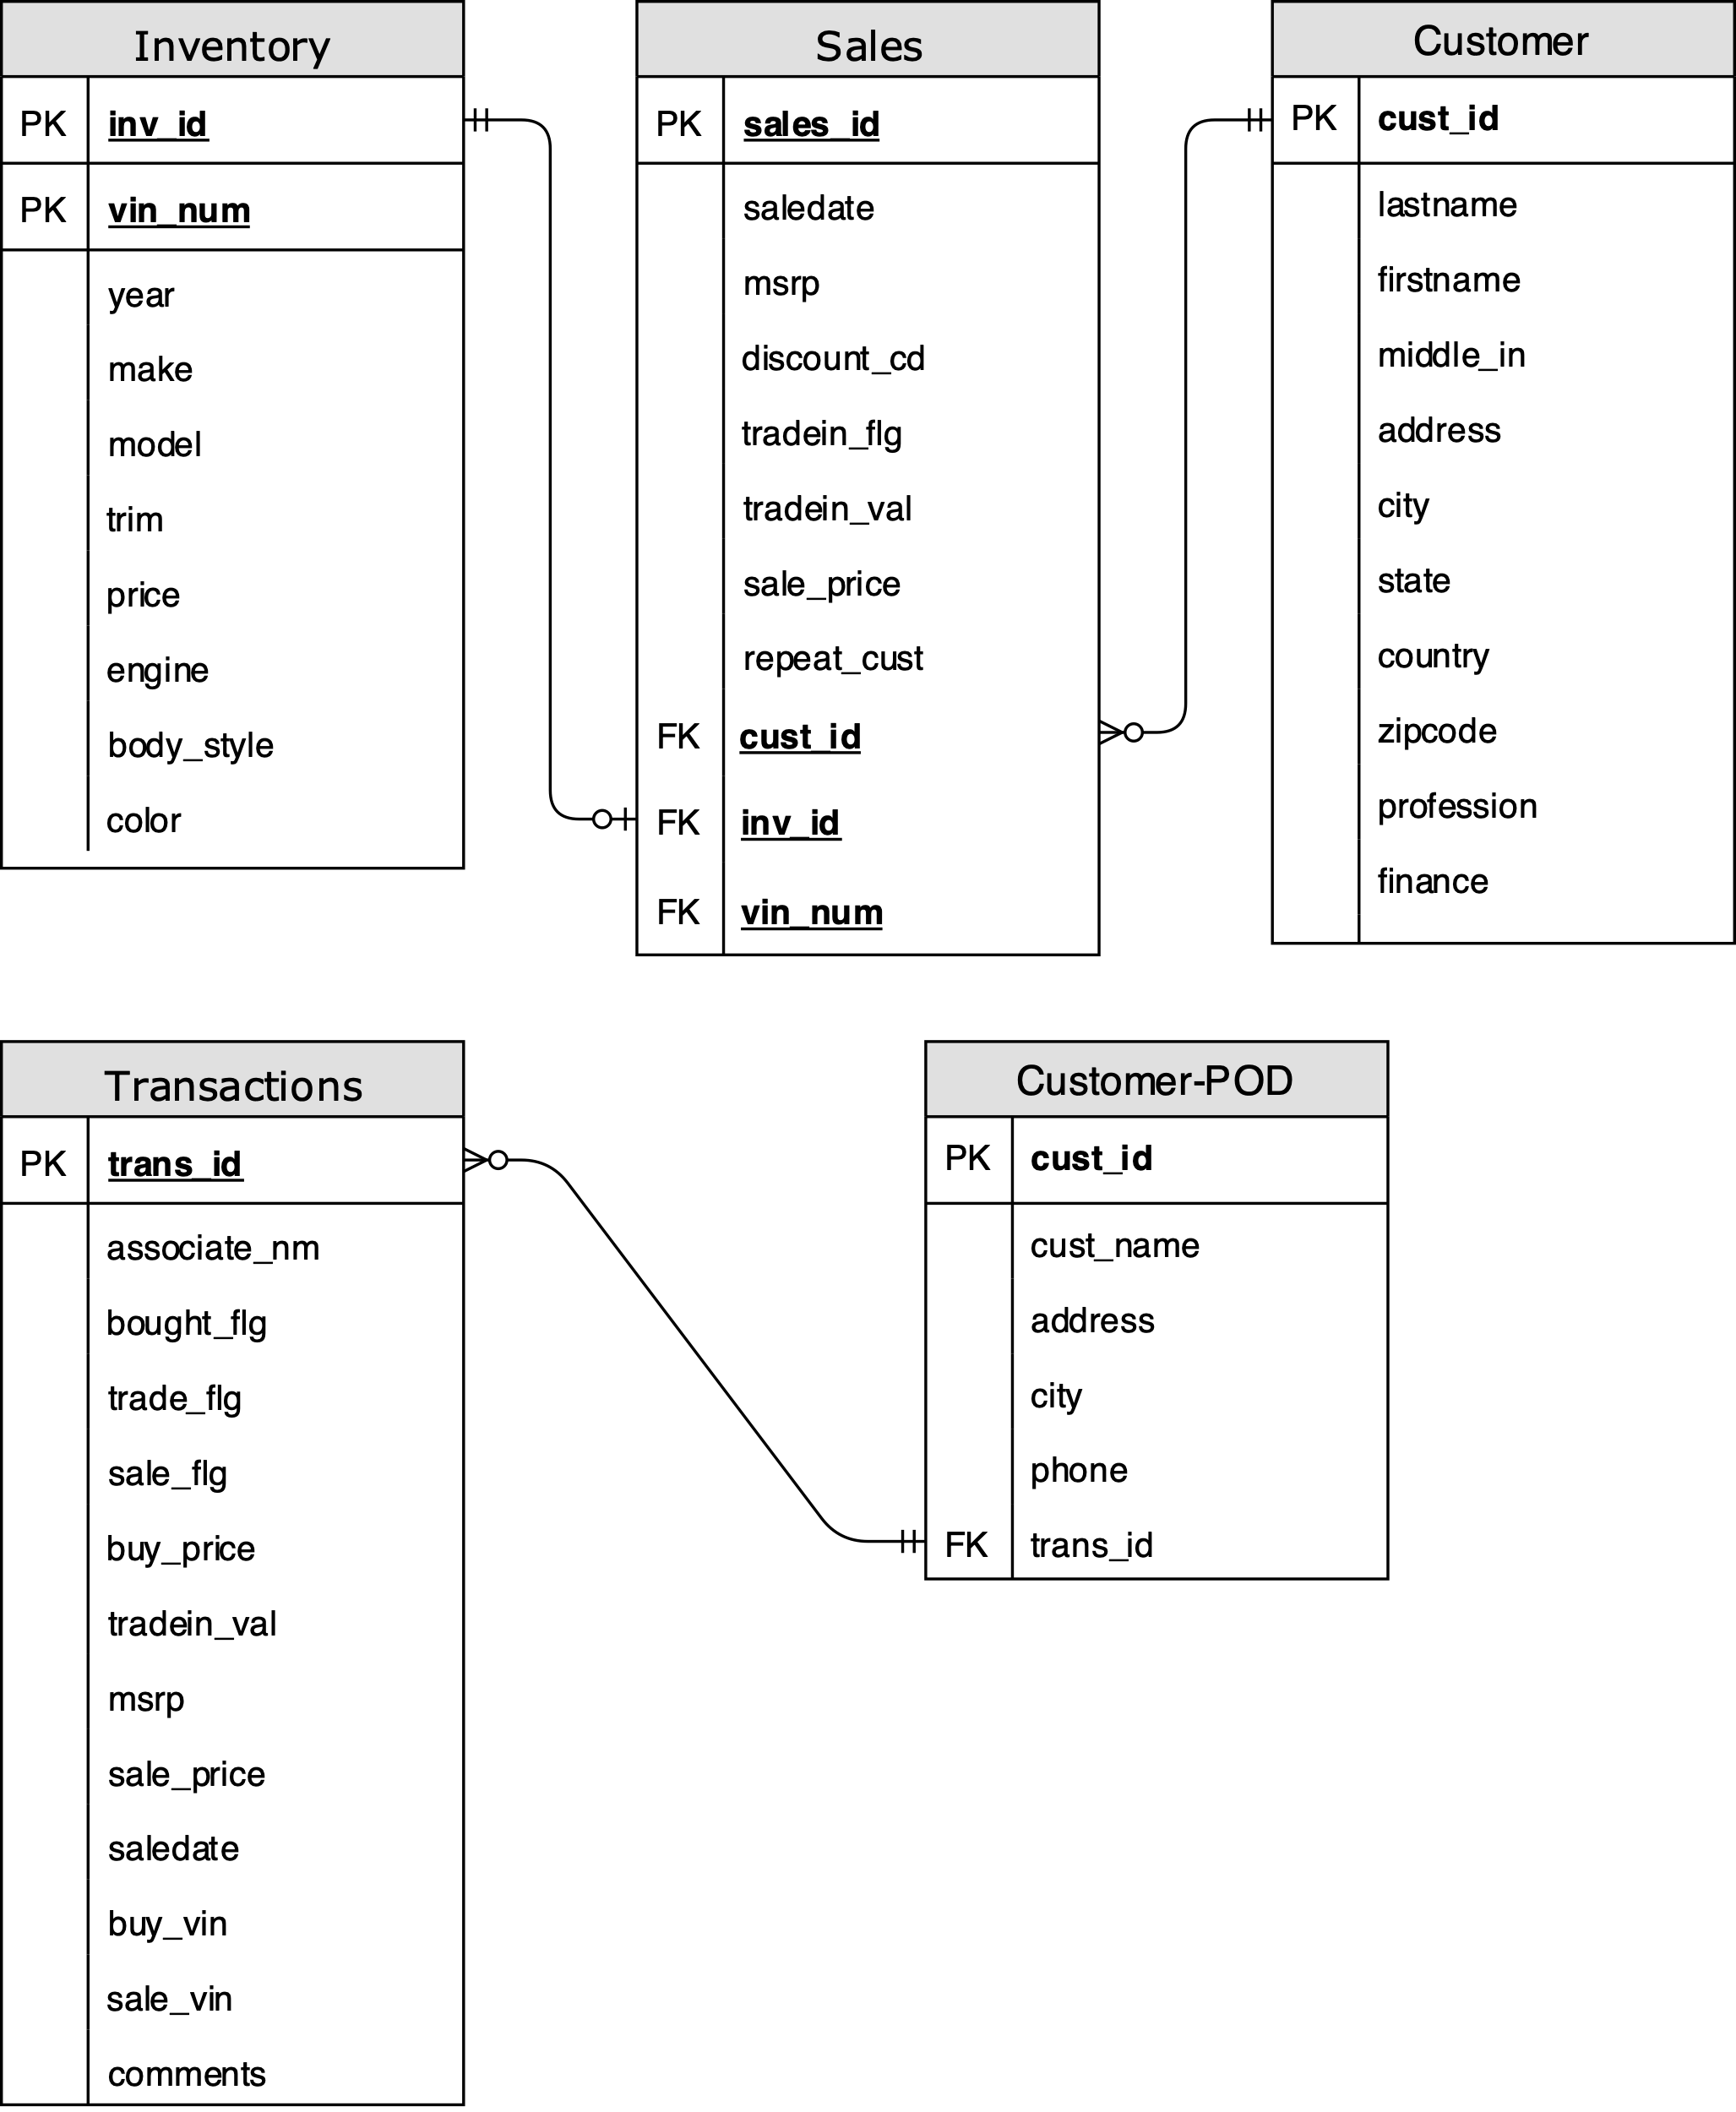 Inventory
PK inv_id
PK vin_num
year
make
model
trim
price
engine
body_style
color
Sales
PK sales_id
saledate
msrp
discount_cd
tradein_flg
tradein_val
sale_price
repeat_cust
FK cust_id
FK inv_id
FK vin_num
Customer
PK cust_id
lastname
firstname
middle_in
address
city
state
country
zipcode
profession
finance
Transactions
PK trans_id
associate_nm
bought_flg
trade_flg
sale_flg
buy_price
tradein_val
msrp
sale_price
saledate
buy_vin
sale_vin
comments
Customer-POD
PK cust_id
cust_name
address
city
phone
FK trans_id